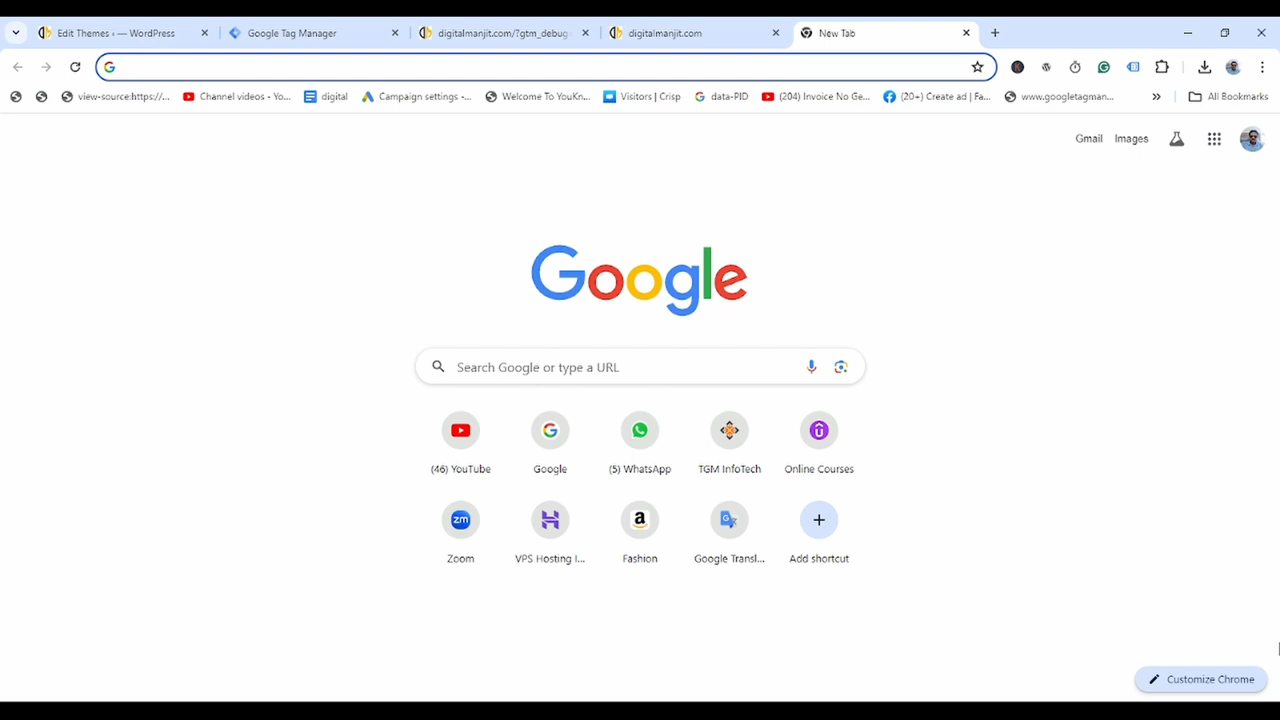 Edit Themes ‹ — WordPress
Google Tag Manager
digitalmanjit.com/?gtm_debug
digitalmanjit.com
New Tab
view-source:https://...
Channel videos - Yo...
digital
Campaign settings -...
Welcome To YouKn...
Visitors | Crisp
data-PID
(204) Invoice No Ge...
(20+) Create ad | Fa...
www.googletagman...
All Bookmarks
Gmail
Images
Google
Search Google or type a URL
(46) YouTube
Google
(5) WhatsApp
TGM InfoTech
Online Courses
zm
Zoom
VPS Hosting I...
Fashion
Google Transl...
Add shortcut
Customize Chrome